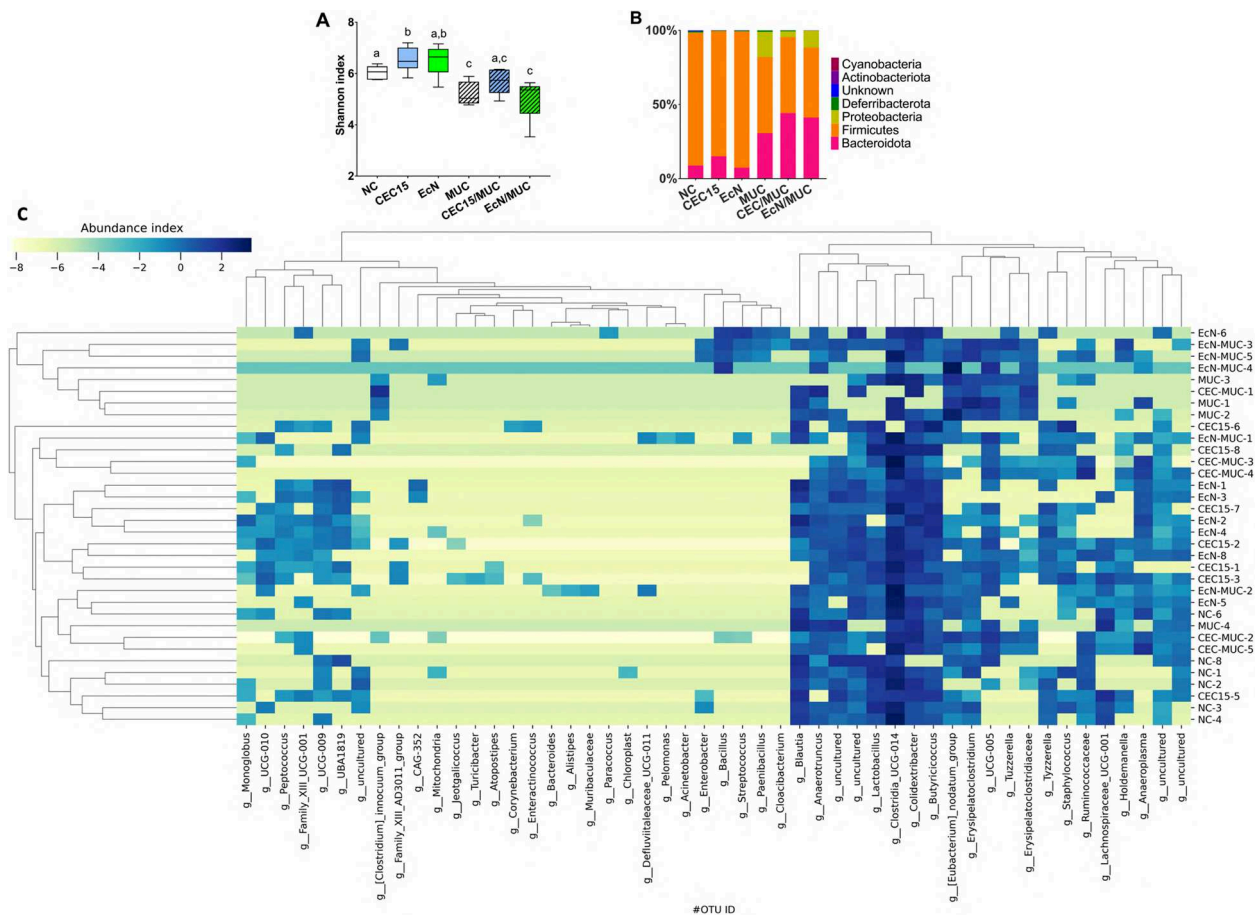 A
8
6
4
2
Shannon index
a
b
a,b
c
a,c
c
NC
CEC15
EcN
MUC
CEC15/MUC
EcN/MUC
B
100%
50%
0%
NC
CEC15
EcN
MUC
CEC/MUC
EcN/MUC
Cyanobacteria
Actinobacteriota
Unknown
Deferribacterota
Proteobacteria
Firmicutes
Bacteroidota
C
Abundance index
−8 −6 −4 −2 0 2
EcN-6
EcN-MUC-3
EcN-MUC-5
EcN-MUC-4
MUC-3
CEC-MUC-1
MUC-1
MUC-2
CEC15-6
EcN-MUC-1
CEC15-8
CEC-MUC-3
CEC-MUC-4
EcN-1
EcN-3
CEC15-7
EcN-2
EcN-4
CEC15-2
EcN-8
CEC15-1
CEC15-3
EcN-MUC-2
EcN-5
NC-6
MUC-4
CEC-MUC-2
CEC-MUC-5
NC-8
NC-1
NC-2
CEC15-5
NC-3
NC-4
g__Monoglobus
g__UCG-010
g__Peptococcus
g__Family_XIII_UCG-001
g__UCG-009
g__UBA1819
g__uncultured
g__[Clostridium]_innocuum_group
g__Family_XIII_AD3011_group
g__CAG-352
g__Mitochondria
g__Jeotgalicoccus
g__Turicibacter
g__Atopostipes
g__Corynebacterium
g__Enteractinococcus
g__Bacteroides
g__Alistipes
g__Muribaculaceae
g__Paracoccus
g__Chloroplast
g__Defluviitaleaceae_UCG-011
g__Pelomonas
g__Acinetobacter
g__Enterobacter
g__Bacillus
g__Streptococcus
g__Paenibacillus
g__Cloacibacterium
g__Blautia
g__Anaerotruncus
g__uncultured
g__uncultured
g__Lactobacillus
g__Clostridia_UCG-014
g__Colidextribacter
g__Butyricicoccus
g__[Eubacterium]_nodatum_group
g__Erysipelatoclostridium
g__UCG-005
g__Tuzzerella
g__Erysipelatoclostridiaceae
g__Tyzzerella
g__Staphylococcus
g__Ruminococcaceae
g__Lachnospiraceae_UCG-001
g__Holdemanella
g__Anaeroplasma
g__uncultured
g__uncultured
#OTU ID